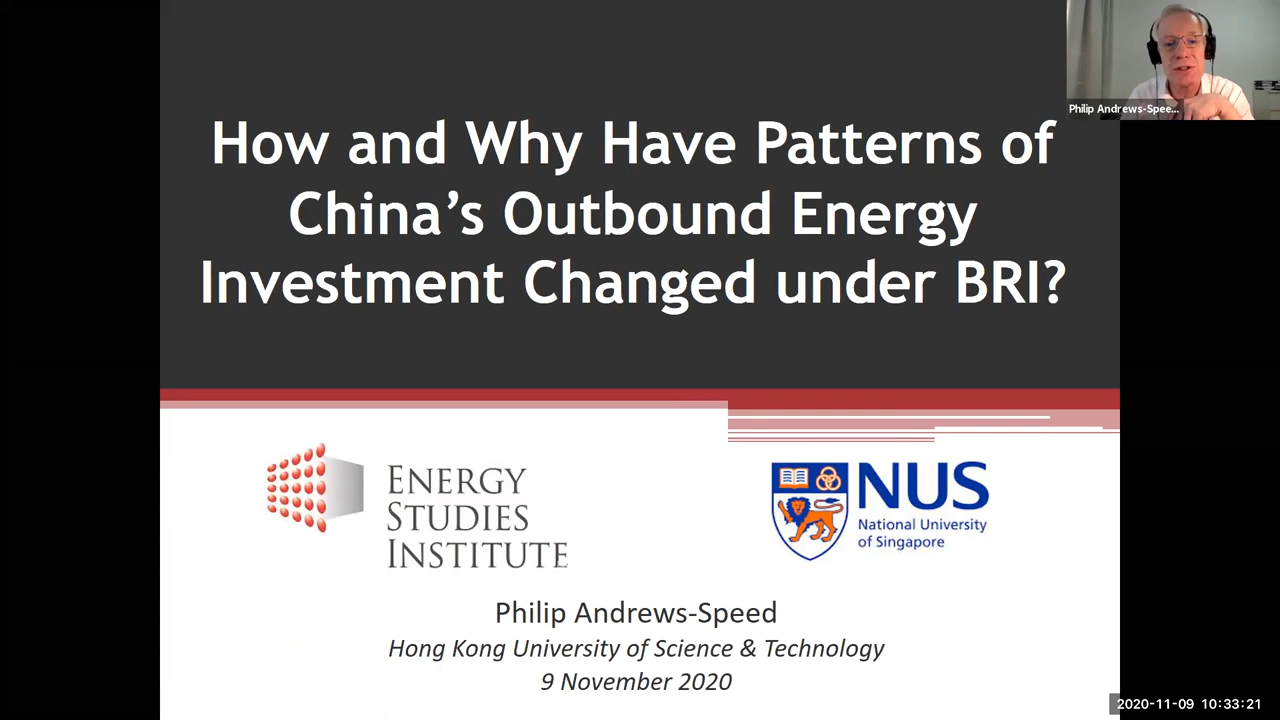 How and Why Have Patterns of
China's Outbound Energy
Investment Changed under BRI?
Philip Andrews-Spee...
ENERGY
STUDIES
INSTITUTE
NUS
National University
of Singapore
Philip Andrews-Speed
Hong Kong University of Science & Technology
9 November 2020
2020-11-09 10:33:21